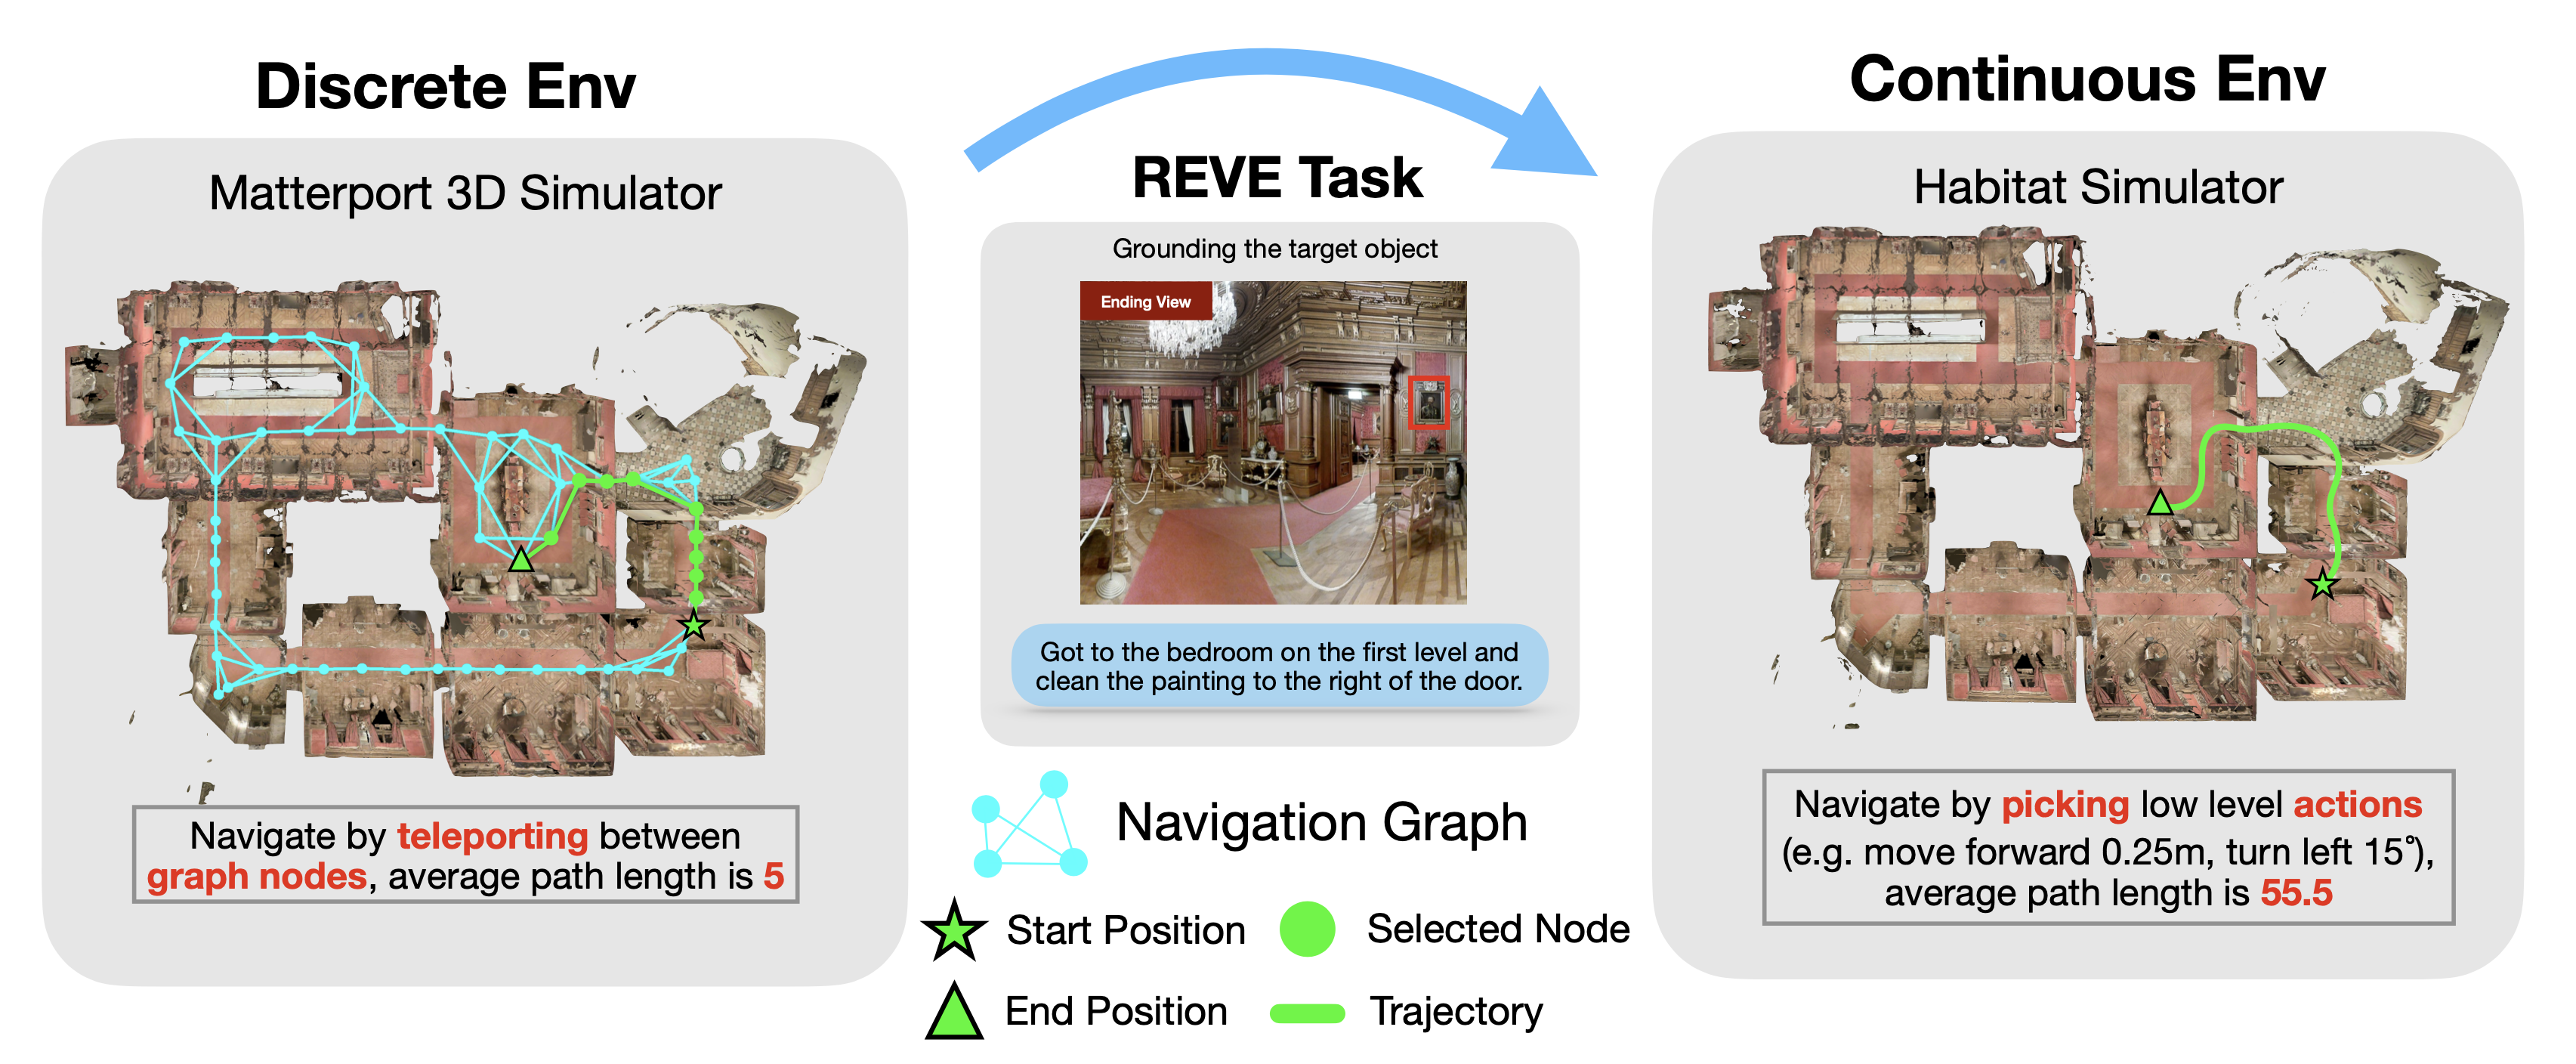 Discrete Env
Matterport 3D Simulator
Navigate by teleporting between
graph nodes, average path length is 5
REVE Task
Grounding the target object
Ending View
Got to the bedroom on the first level and
clean the painting to the right of the door.
Navigation Graph
Start Position
Selected Node
End Position
Trajectory
Continuous Env
Habitat Simulator
Navigate by picking low level actions
(e.g. move forward 0.25m, turn left 15°),
average path length is 55.5